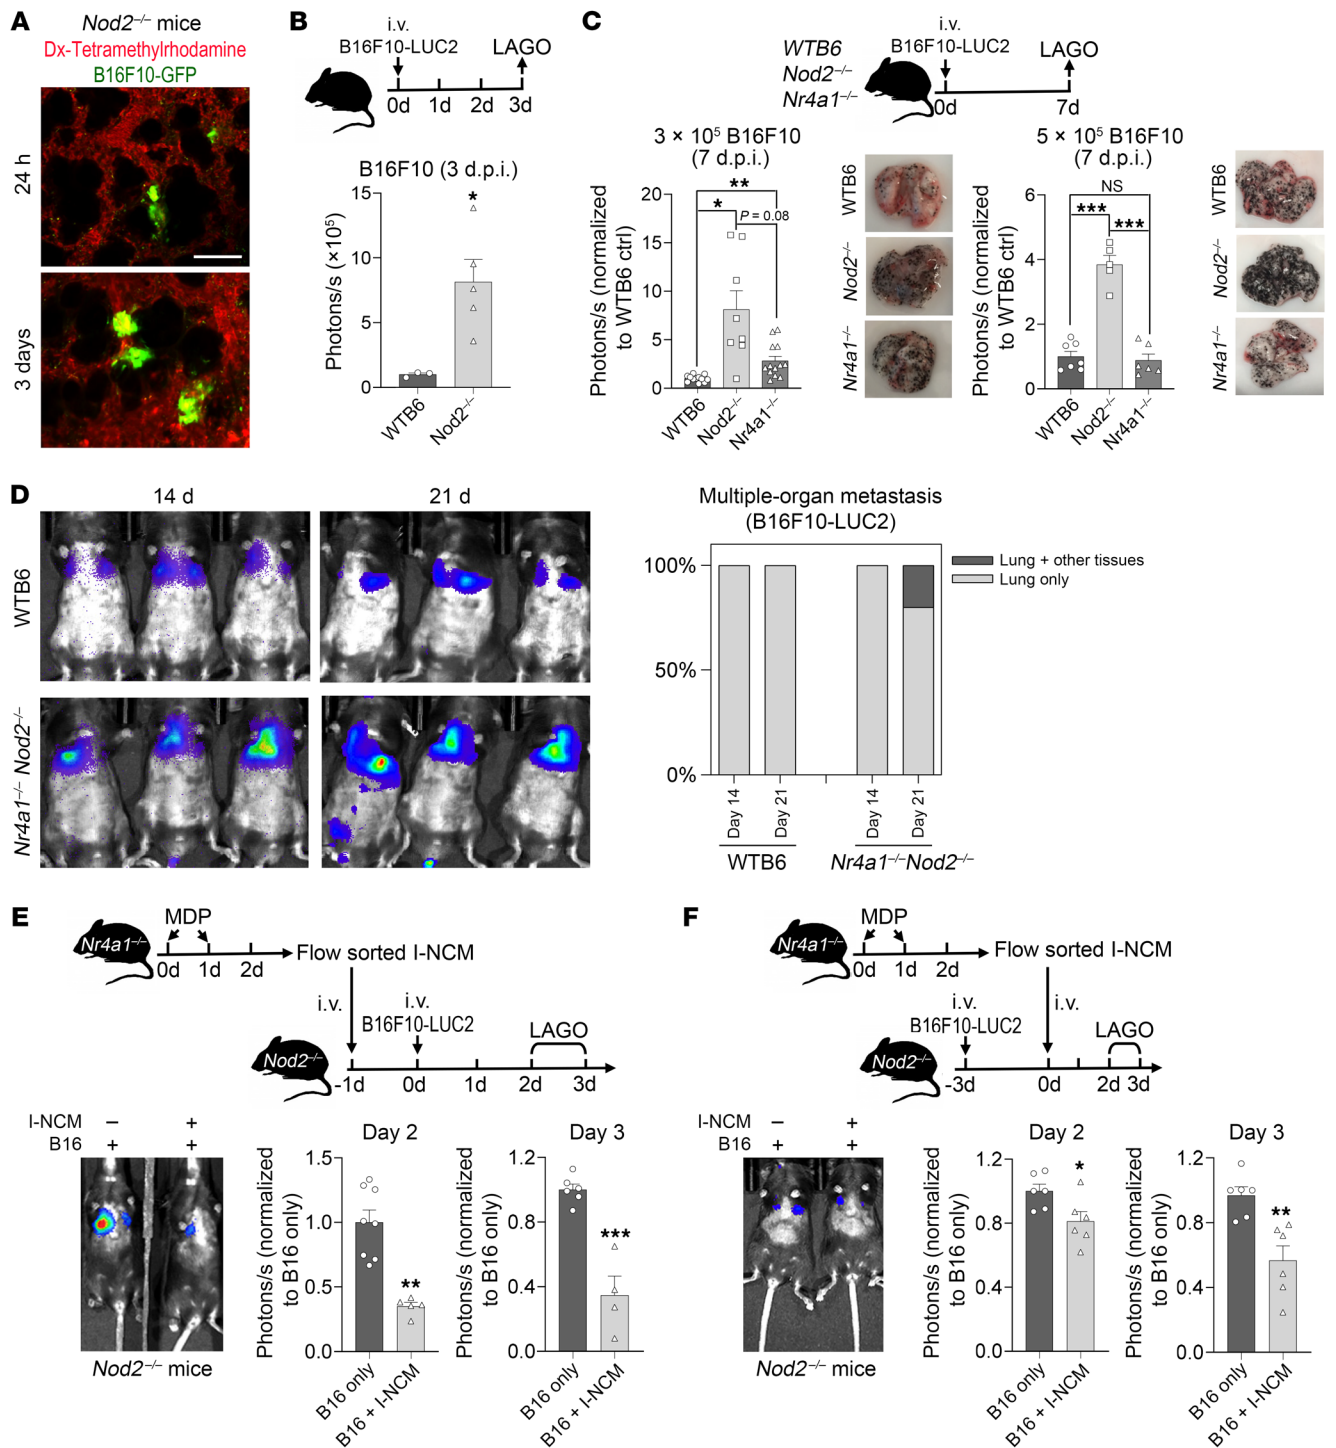 A
Nod2–/– mice
Dx-Tetramethylrhodamine
B16F10-GFP
24 h
3 days
B
i.v.
B16F10-LUC2
LAGO
0d 1d 2d 3d
B16F10 (3 d.p.i.)
Photons/s (×10⁵)
15
10
5
0
*
WTB6
Nod2–/–
C
WTB6
Nod2–/–
Nr4a1–/–
i.v.
B16F10-LUC2
LAGO
0d 7d
3 × 10⁵ B16F10
(7 d.p.i.)
Photons/s (normalized
to WTB6 ctrl)
20
15
10
5
0
**
*
P = 0.08
WTB6
Nod2–/–
Nr4a1–/–
WTB6
Nod2–/–
Nr4a1–/–
5 × 10⁵ B16F10
(7 d.p.i.)
Photons/s (normalized
to WTB6 ctrl)
6
4
2
0
NS
***
***
WTB6
Nod2–/–
Nr4a1–/–
WTB6
Nod2–/–
Nr4a1–/–
D
14 d
21 d
WTB6
Nr4a1–/– Nod2–/–
Multiple-organ metastasis
(B16F10-LUC2)
100%
50%
0%
Lung + other tissues
Lung only
Day 14
Day 21
Day 14
Day 21
WTB6
Nr4a1–/–Nod2–/–
E
MDP
Nr4a1–/–
0d 1d 2d
Flow sorted I-NCM
i.v.
i.v.
B16F10-LUC2
LAGO
Nod2–/–
-1d 0d 1d 2d 3d
I-NCM – +
B16 + +
Nod2–/– mice
Day 2
Photons/s (normalized
to B16 only)
1.5
1.0
0.5
0.0
**
B16 only
B16 + I-NCM
Day 3
Photons/s (normalized
to B16 only)
1.2
0.8
0.4
0.0
***
B16 only
B16 + I-NCM
F
MDP
Nr4a1–/–
0d 1d 2d
Flow sorted I-NCM
i.v.
B16F10-LUC2
i.v.
LAGO
Nod2–/–
-3d 0d 2d 3d
I-NCM – +
B16 + +
Nod2–/– mice
Day 2
Photons/s (normalized
to B16 only)
1.2
0.8
0.4
0.0
*
B16 only
B16 + I-NCM
Day 3
Photons/s (normalized
to B16 only)
1.2
0.8
0.4
0.0
**
B16 only
B16 + I-NCM